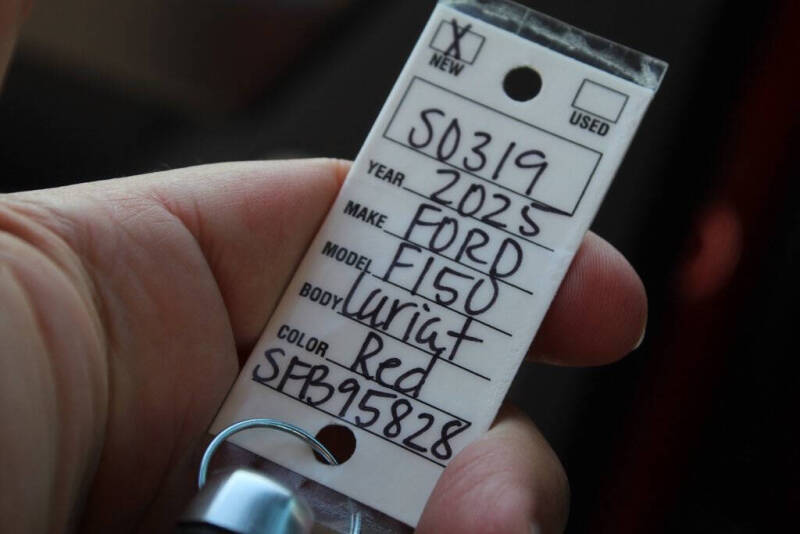 X NEW
USED
S0319
YEAR 2025
MAKE FORD
MODEL F150
BODY Lariat
COLOR Red
SFB95828